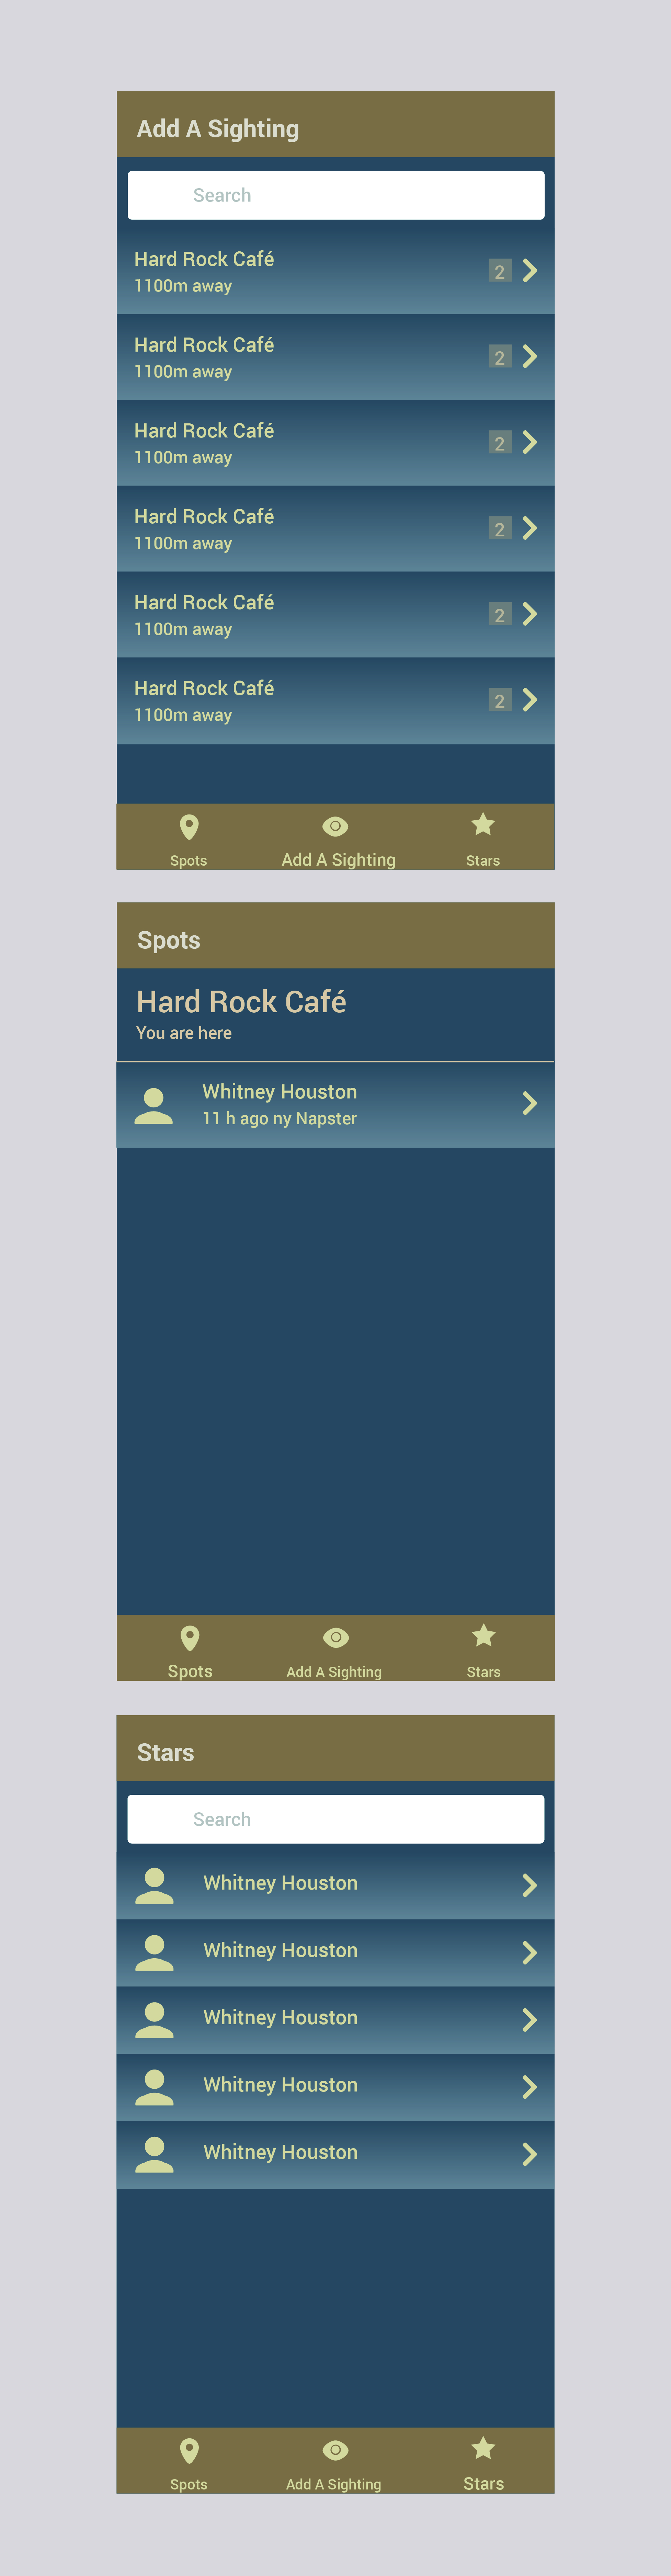 Add A Sighting
Search
Hard Rock Café
1100m away
2
Hard Rock Café
1100m away
2
Hard Rock Café
1100m away
2
Hard Rock Café
1100m away
2
Hard Rock Café
1100m away
2
Hard Rock Café
1100m away
2
Spots
Add A Sighting
Stars
Spots
Hard Rock Café
You are here
Whitney Houston
11 h ago ny Napster
Spots
Add A Sighting
Stars
Stars
Search
Whitney Houston
Whitney Houston
Whitney Houston
Whitney Houston
Whitney Houston
Spots
Add A Sighting
Stars